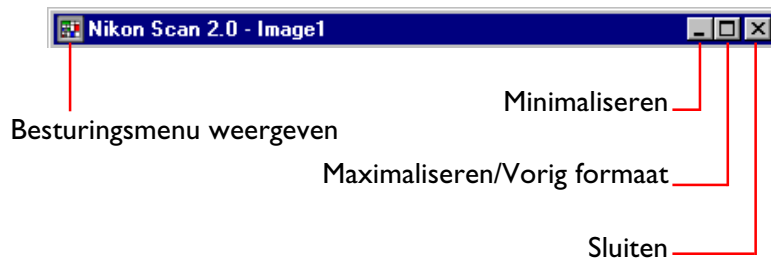 Nikon Scan 2.0 - Image1
Minimaliseren
Besturingsmenu weergeven
Maximaliseren/Vorig formaat
Sluiten